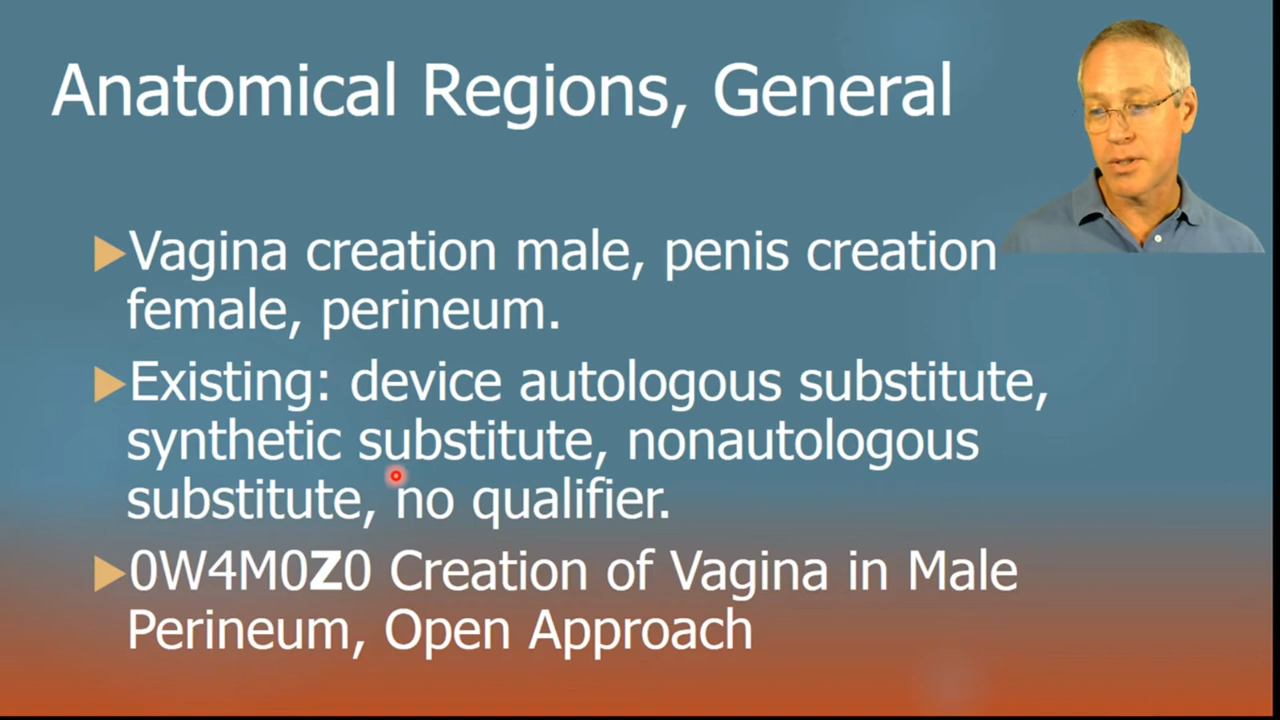 Anatomical Regions, General
Vagina creation male, penis creation
female, perineum.
Existing: device autologous substitute,
synthetic substitute, nonautologous
substitute, no qualifier.
0W4M0Z0 Creation of Vagina in Male
Perineum, Open Approach